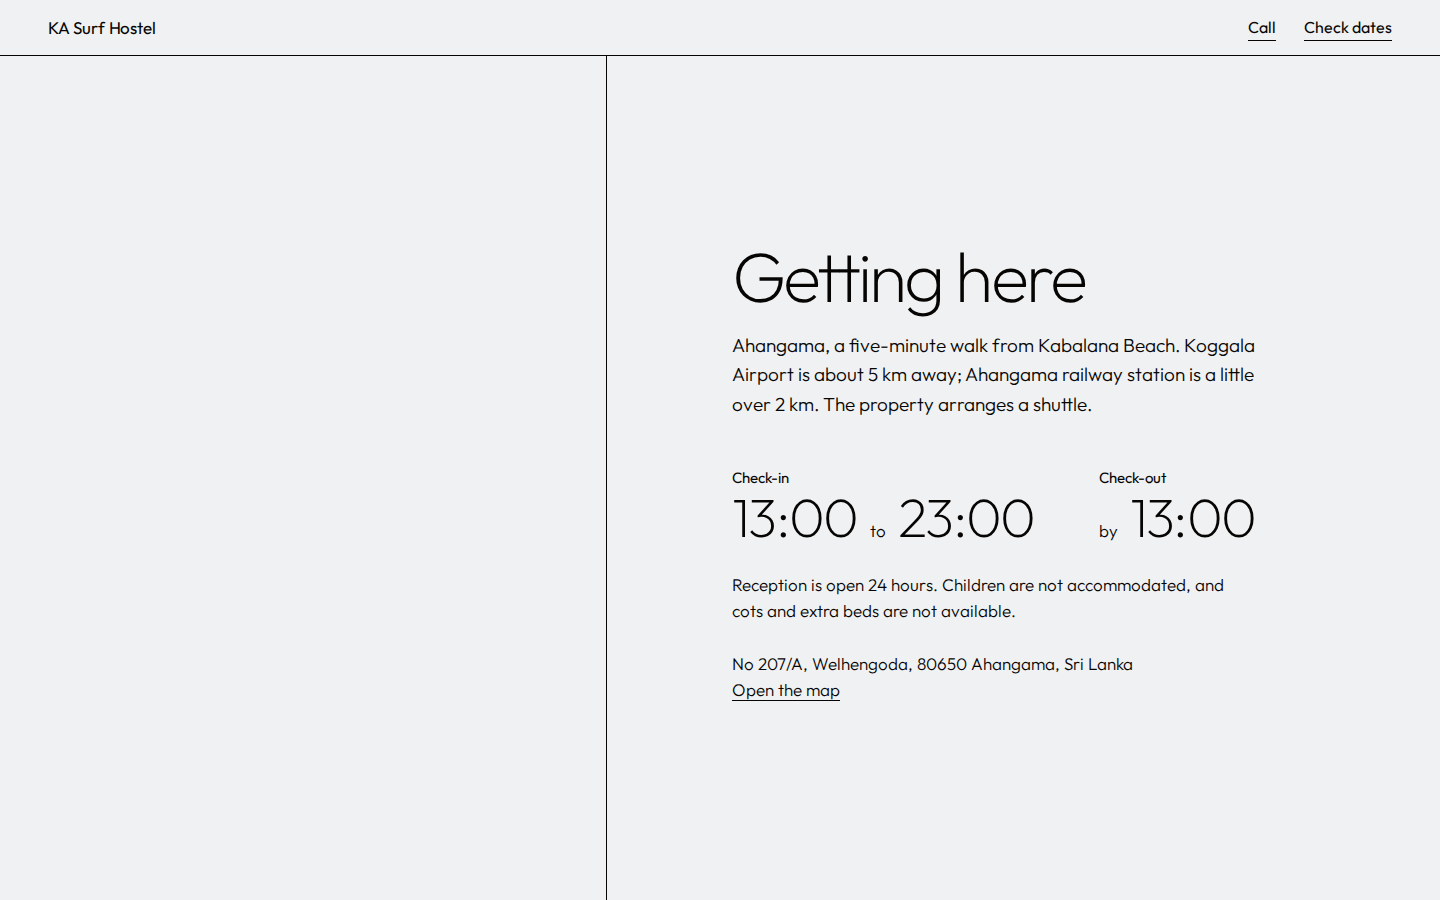 KA Surf Hostel
Call
Check dates
Getting here
Ahangama, a five-minute walk from Kabalana Beach. Koggala
Airport is about 5 km away; Ahangama railway station is a little
over 2 km. The property arranges a shuttle.
Check-in
13:00 to 23:00
Check-out
by 13:00
Reception is open 24 hours. Children are not accommodated, and
cots and extra beds are not available.
No 207/A, Welhengoda, 80650 Ahangama, Sri Lanka
Open the map